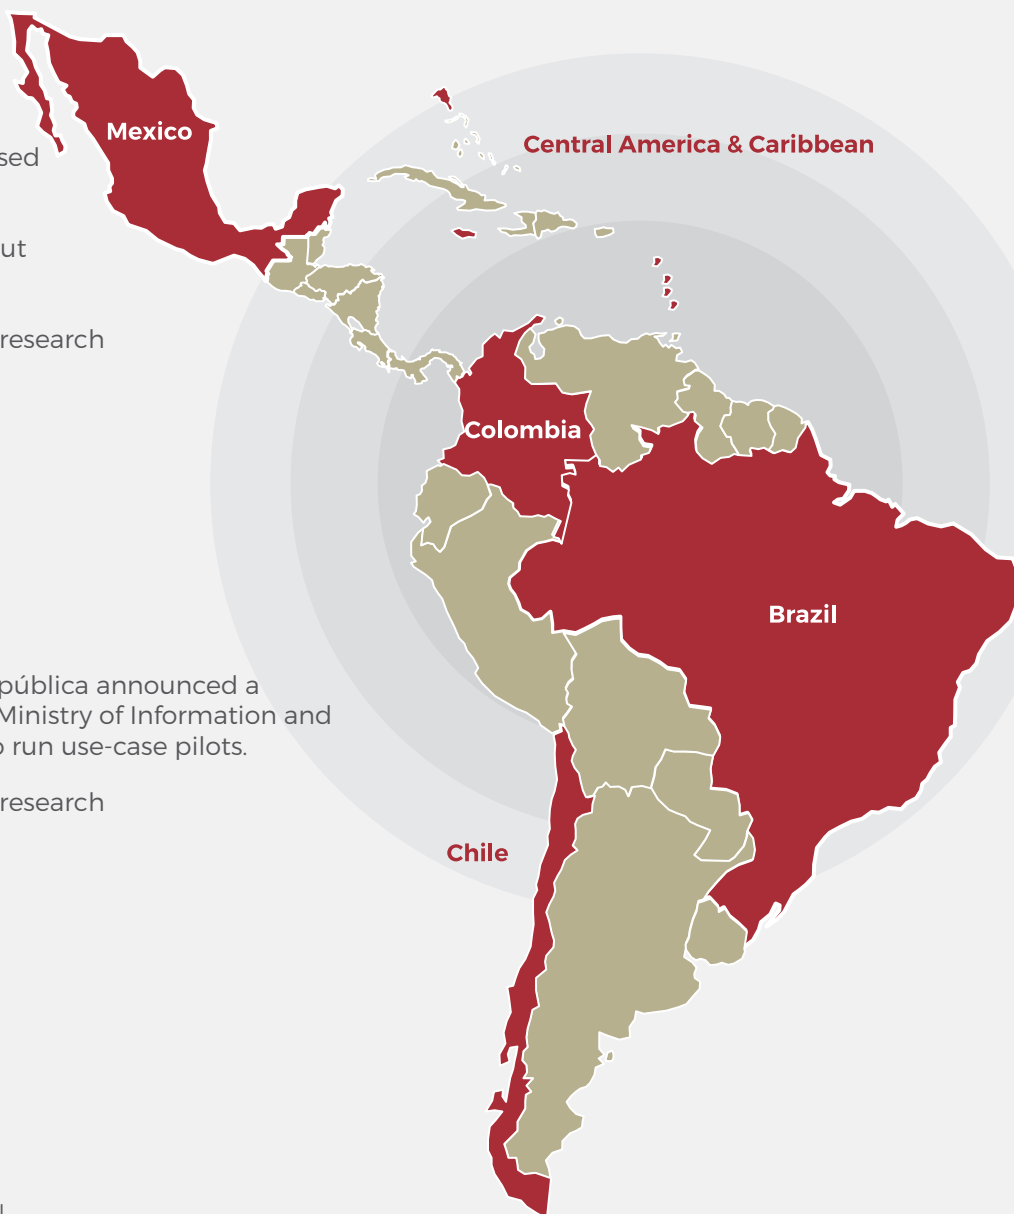 Mexico
Central America & Caribbean
sed
ut
research
Colombia
Brazil
pública announced a
Ministry of Information and
o run use-case pilots.
research
Chile